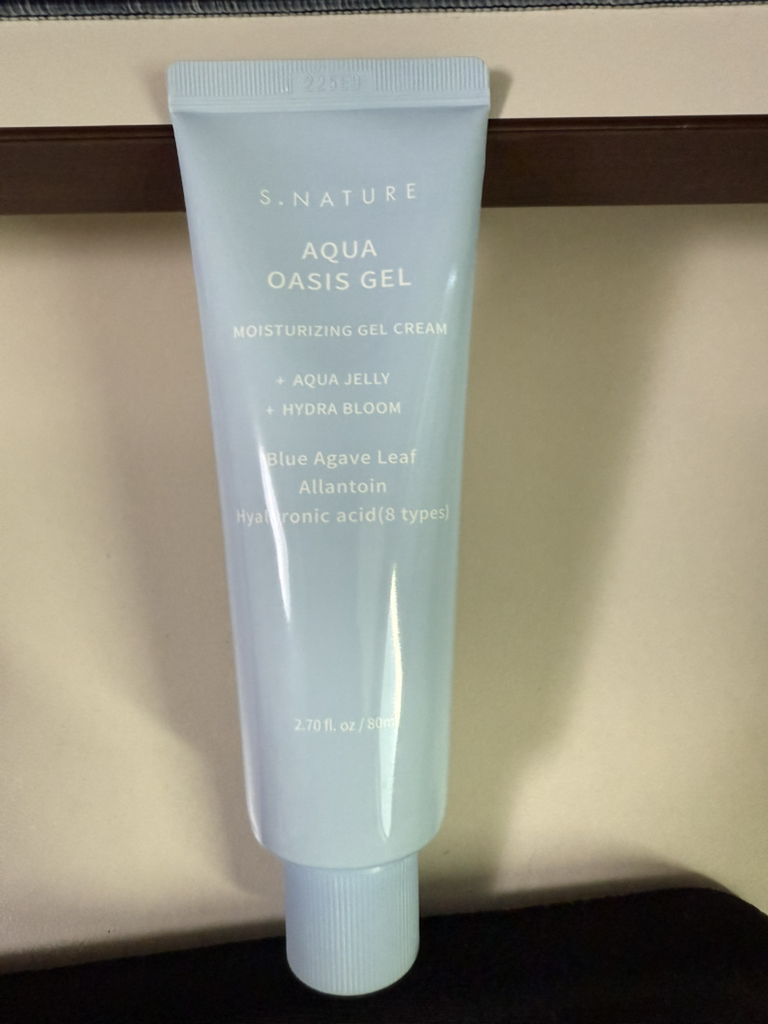 S.NATURE
AQUA
OASIS GEL
MOISTURIZING GEL CREAM
+ AQUA JELLY
+ HYDRA BLOOM
Blue Agave Leaf
Allantoin
Hyaluronic acid(8 types)
2.70 fl. oz / 80ml